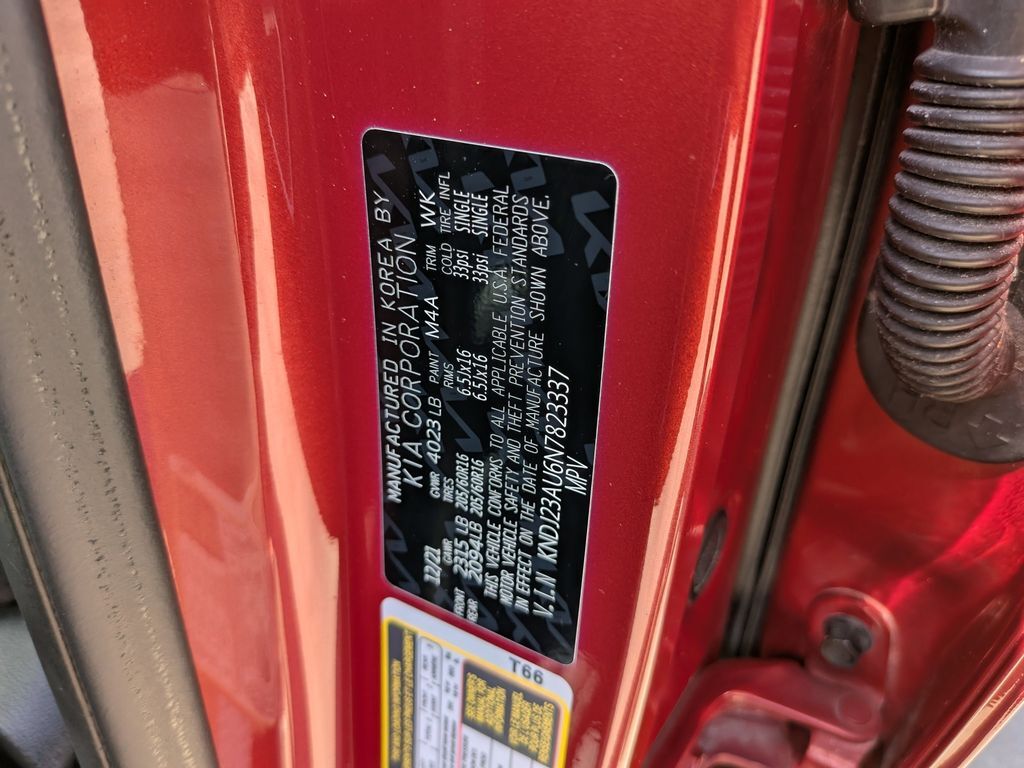 MANUFACTURED IN KOREA BY
KIA CORPORATION
12/21 GVWR 4023 LB PAINT M4A TRIM WK
GAWR TIRES RIMS COLD TIRE INFL
FRONT 2315 LB 205/60R16 6.5Jx16 33psi SINGLE
REAR 2094LB 205/60R16 6.5Jx16 33psi SINGLE
THIS VEHICLE CONFORMS TO ALL APPLICABLE U.S.A. FEDERAL
MOTOR VEHICLE SAFETY AND THEFT PREVENTION STANDARDS
IN EFFECT ON THE DATE OF MANUFACTURE SHOWN ABOVE.
V.I.N KNDJ23AU6N7823337
MPV
T66